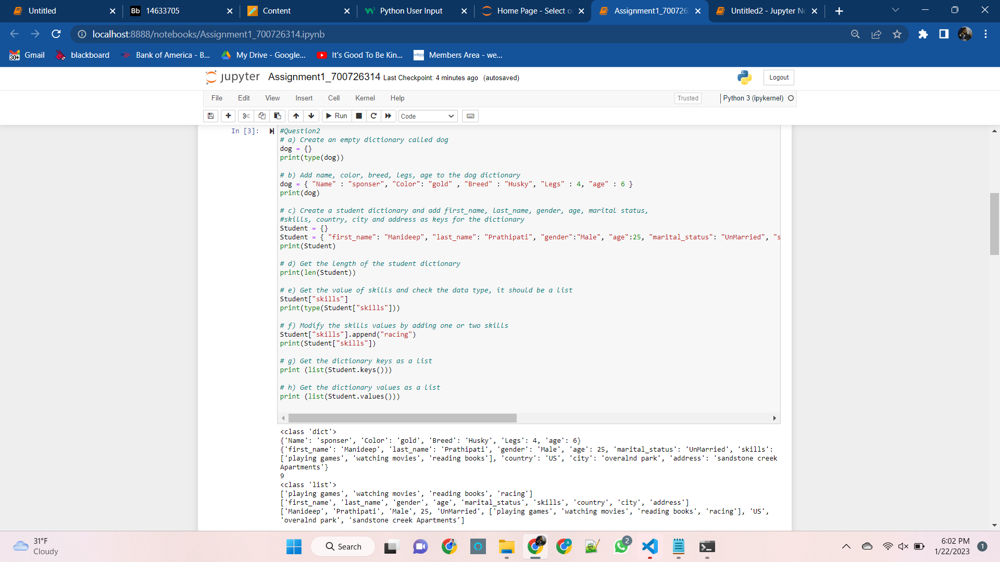 Untitled
Bb 14633705
Content
Python User Input
Home Page - Select o
Assignment1_700726
Untitled2 - Jupyter No
localhost:8888/notebooks/Assignment1_700726314.ipynb
30+ Gmail
blackboard
Bank of America - B...
My Drive - Google...
It's Good To Be Kin...
Members Area - we...
jupyter Assignment1_700726314 Last Checkpoint: 4 minutes ago (autosaved)
Logout
File Edit View Insert Cell Kernel Help
Trusted
Python 3 (ipykernel)
Run
Code
In [3]:
#Question2
# a) Create an empty dictionary called dog
dog = {}
print(type(dog))
# b) Add name, color, breed, legs, age to the dog dictionary
dog = { "Name" : "sponser", "Color": "gold" , "Breed" : "Husky", "Legs" : 4, "age" : 6 }
print(dog)
# c) Create a student dictionary and add first_name, last_name, gender, age, marital status,
#skills, country, city and address as keys for the dictionary
Student = {}
Student = { "first_name": "Manideep", "last_name": "Prathipati", "gender":"Male", "age":25, "marital_status": "UnMarried", "s
print(Student)
# d) Get the length of the student dictionary
print(len(Student))
# e) Get the value of skills and check the data type, it should be a list
Student["skills"]
print(type(Student["skills"]))
# f) Modify the skills values by adding one or two skills
Student["skills"].append("racing")
print(Student["skills"])
# g) Get the dictionary keys as a list
print (list(Student.keys()))
# h) Get the dictionary values as a list
print (list(Student.values()))
<class 'dict'>
{'Name': 'sponser', 'Color': 'gold', 'Breed': 'Husky', 'Legs': 4, 'age': 6}
{'first_name': 'Manideep', 'last_name': 'Prathipati', 'gender': 'Male', 'age': 25, 'marital_status': 'UnMarried', 'skills':
['playing games', 'watching movies', 'reading books'], 'country': 'US', 'city': 'overalnd park', 'address': 'sandstone creek
Apartments'}
9
<class 'list'>
['playing games', 'watching movies', 'reading books', 'racing']
['first_name', 'last_name', 'gender', 'age', 'marital_status', 'skills', 'country', 'city', 'address']
['Manideep', 'Prathipati', 'Male', 25, 'UnMarried', ['playing games', 'watching movies', 'reading books', 'racing'], 'US',
'overalnd park', 'sandstone creek Apartments']
31°F
Cloudy
Search
2
6:02 PM
1/22/2023
1